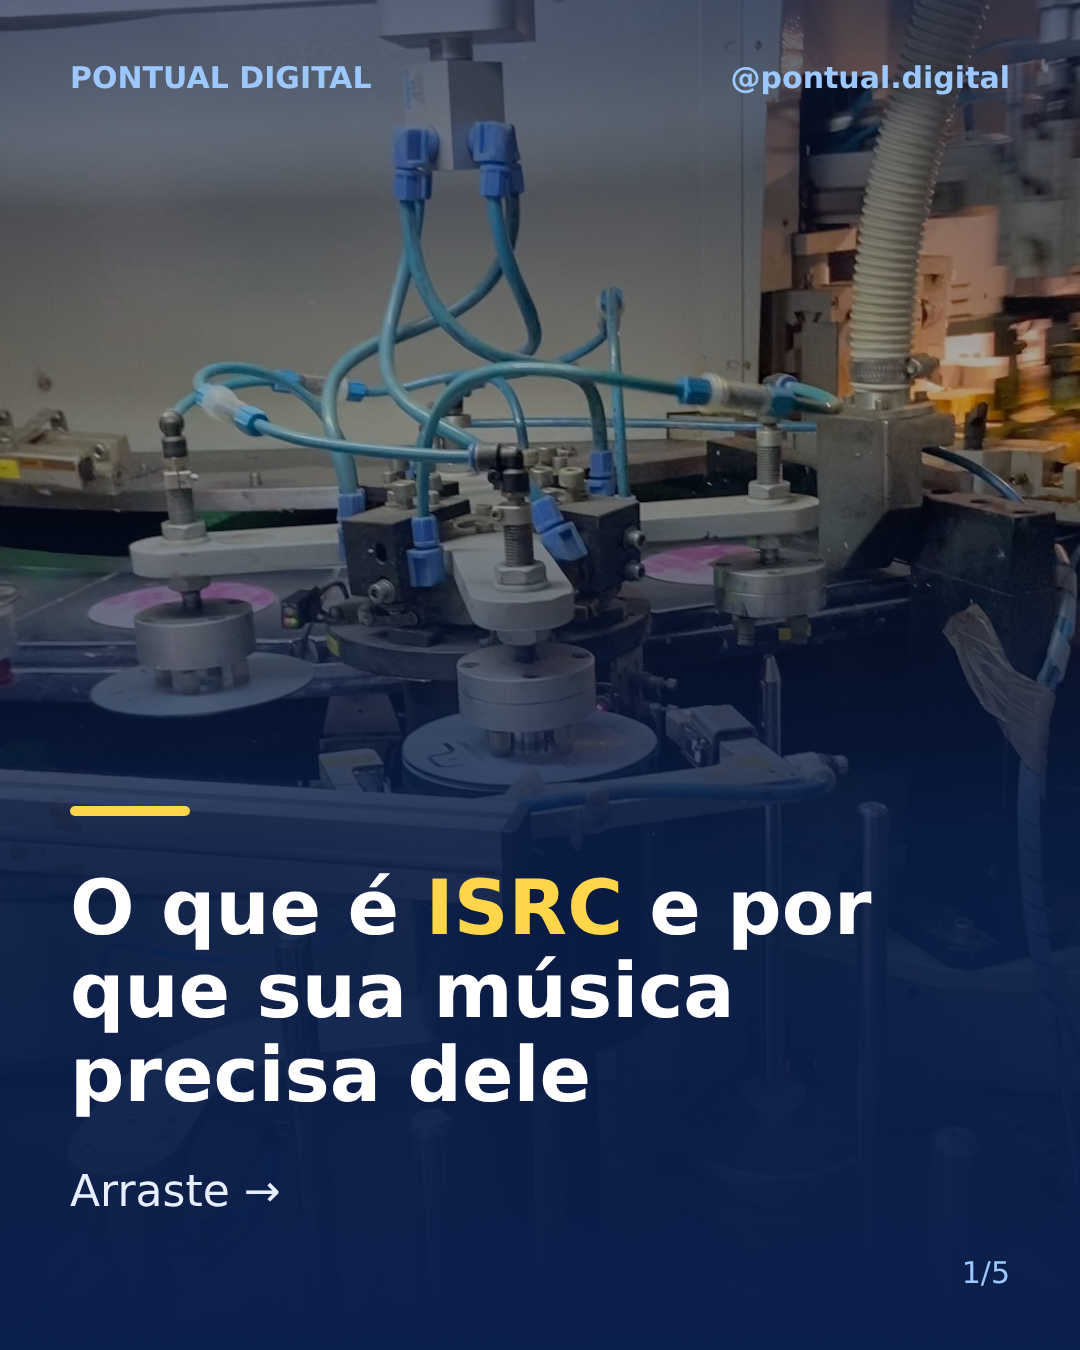 PONTUAL DIGITAL
@pontual.digital
O que é ISRC e por
que sua música
precisa dele
Arraste →
1/5